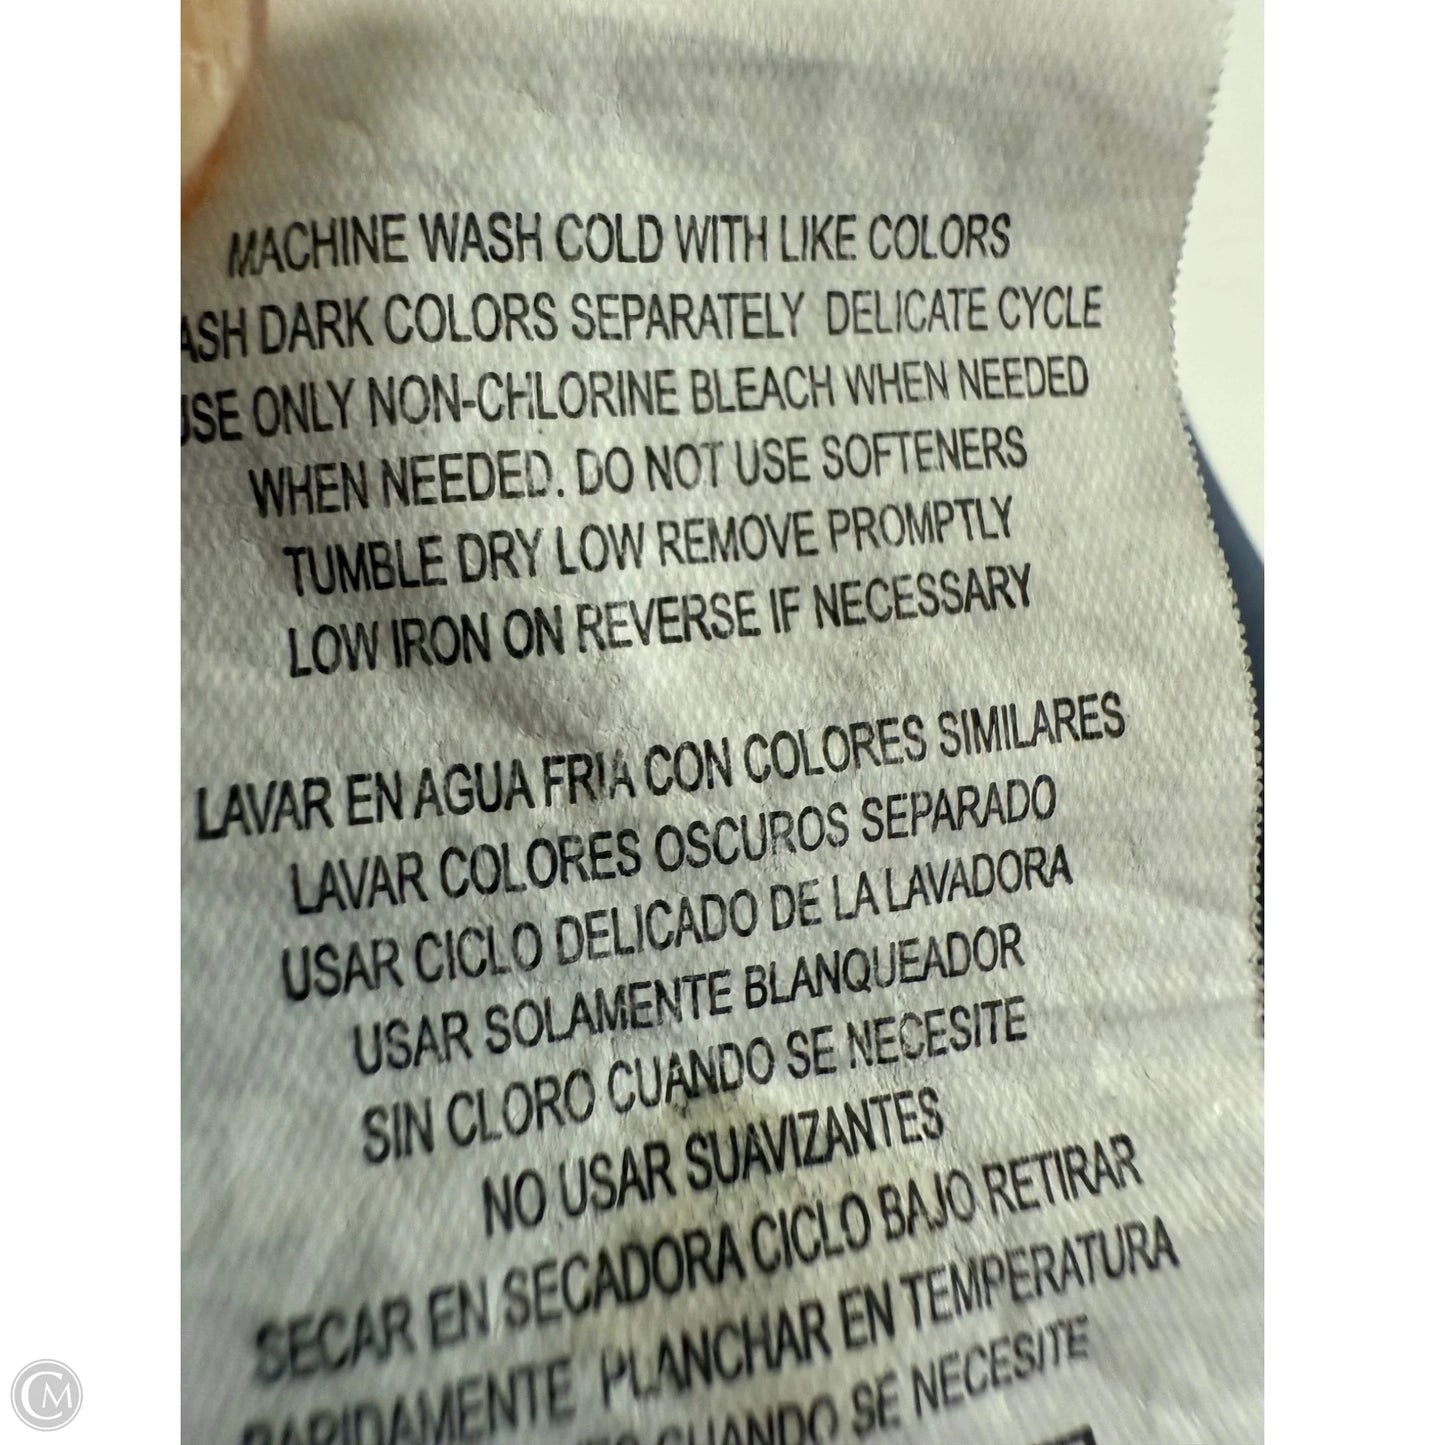 MACHINE WASH COLD WITH LIKE COLORS
ASH DARK COLORS SEPARATELY DELICATE CYCLE
USE ONLY NON-CHLORINE BLEACH WHEN NEEDED
WHEN NEEDED. DO NOT USE SOFTENERS
TUMBLE DRY LOW REMOVE PROMPTLY
LOW IRON ON REVERSE IF NECESSARY
LAVAR EN AGUA FRIA CON COLORES SIMILARES
LAVAR COLORES OSCUROS SEPARADO
USAR CICLO DELICADO DE LA LAVADORA
USAR SOLAMENTE BLANQUEADOR
SIN CLORO CUANDO SE NECESITE
NO USAR SUAVIZANTES
SECAR EN SECADORA CICLO BAJO RETIRAR
RAPIDAMENTE PLANCHAR EN TEMPERATURA
CUANDO SE NECESITE
CM